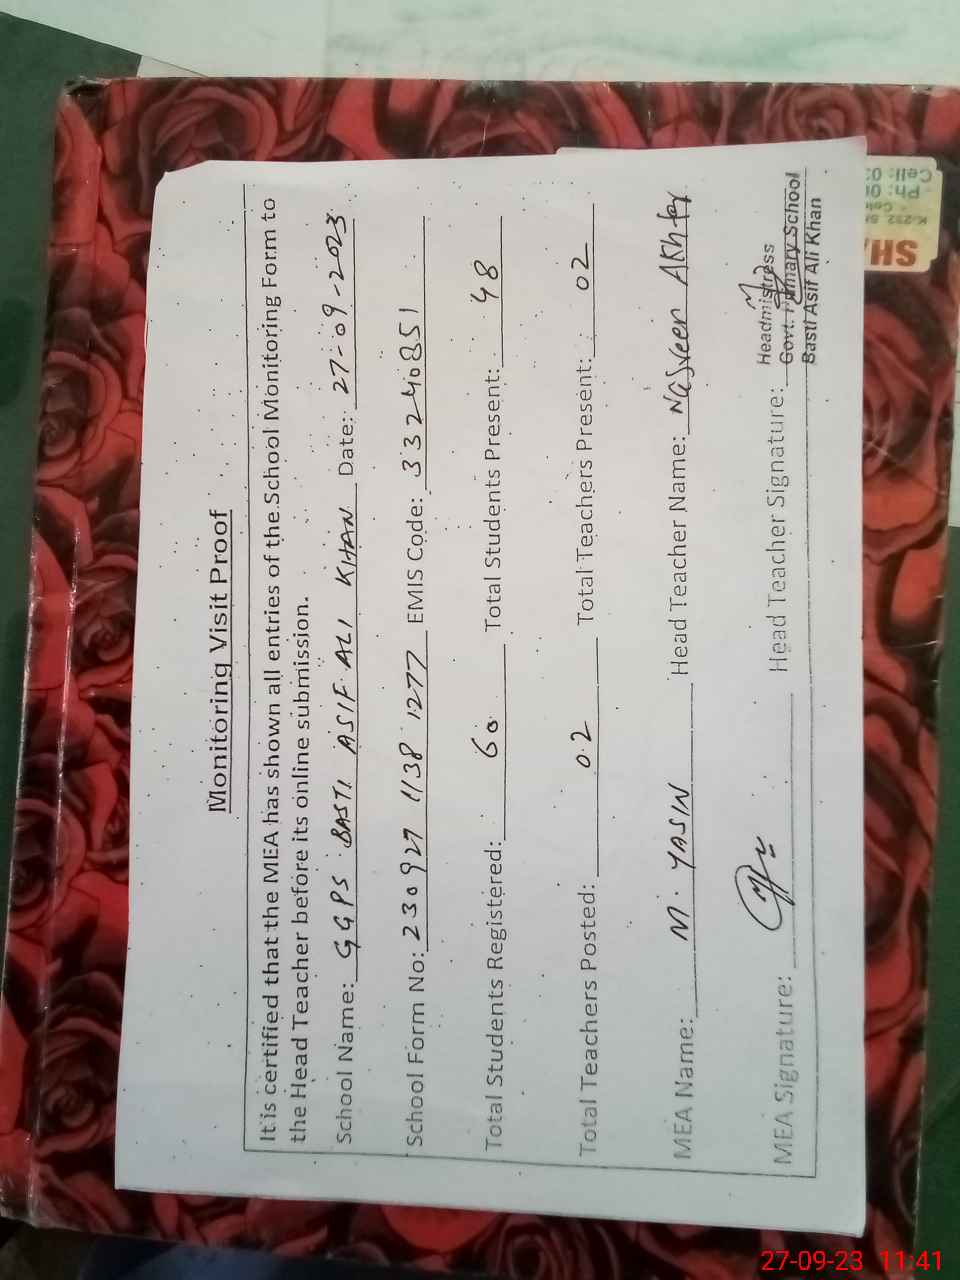 Monitoring Visit Proof
It is certified that the MEA has shown all entries of the School Monitoring Form to
the Head Teacher before its online submission.
School Name: GGPS BASTI ASIF ALI KHAN Date: 27-09-2023
School Form No: 230927 1138 1277 EMIS Code: 33240851
Total Students Registered: 60 Total Students Present: 48
Total Teachers Posted: 02 Total Teachers Present: 02
MEA Name: M. YASIN Head Teacher Name: Nasreen Akhtar
MEA Signature: Head Teacher Signature:
Headmistress
Govt. Primary School
Basti Asif Ali Khan
SH
K-232
Ph:
Cell: 03
27-09-23 11:41